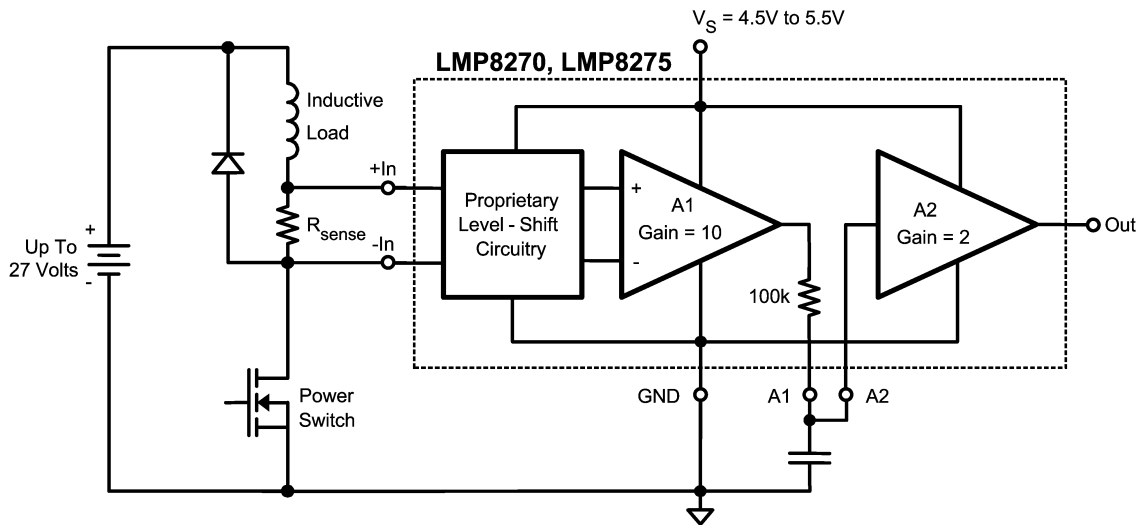 V_S = 4.5V to 5.5V
LMP8270, LMP8275
Inductive
Load
+In
Proprietary
Level - Shift
Circuitry
+
A1
Gain = 10
-
A2
Gain = 2
Out
R_sense
-In
+
Up To
27 Volts
-
100k
GND
A1
A2
Power
Switch